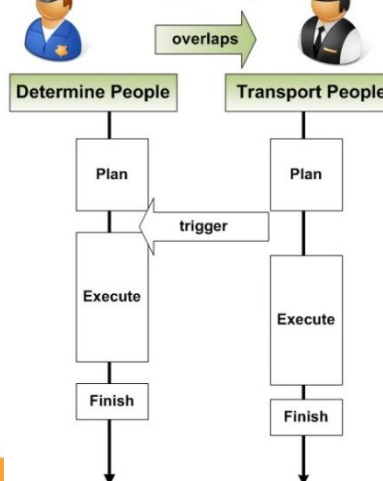 overlaps
Determine People
Transport People
Plan
Plan
trigger
Execute
Execute
Finish
Finish